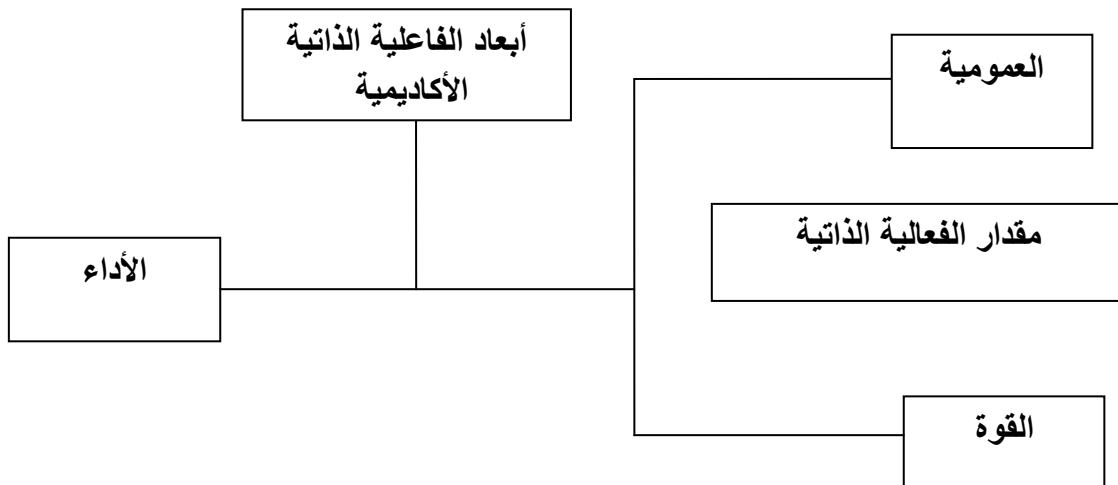 أبعاد الفاعلية الذاتية
الأكاديمية
العمومية
مقدار الفعالية الذاتية
الأداء
القوة